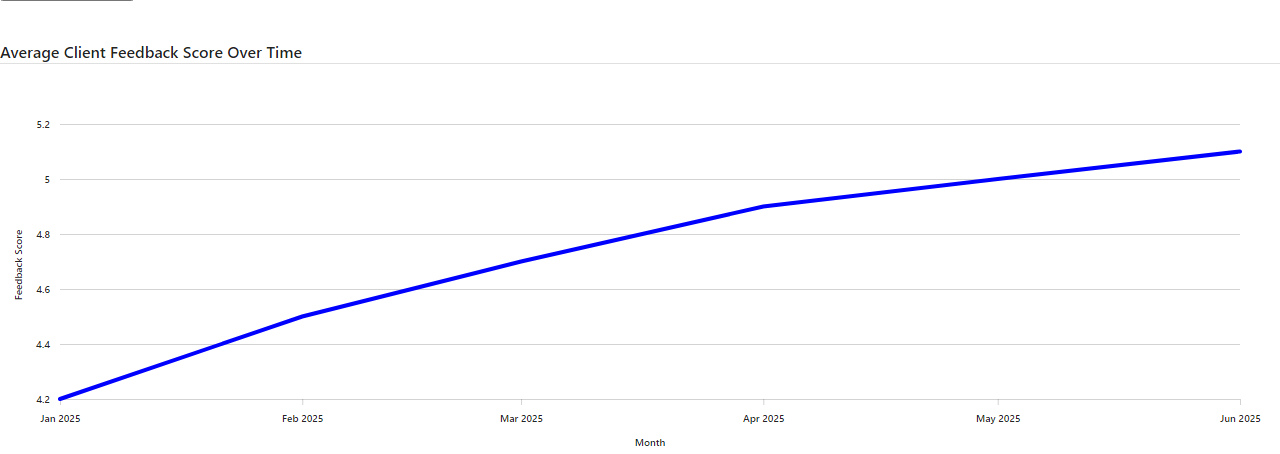 Average Client Feedback Score Over Time
5.2
5
4.8
4.6
4.4
4.2
Feedback Score
Jan 2025 Feb 2025 Mar 2025 Apr 2025 May 2025 Jun 2025
Month